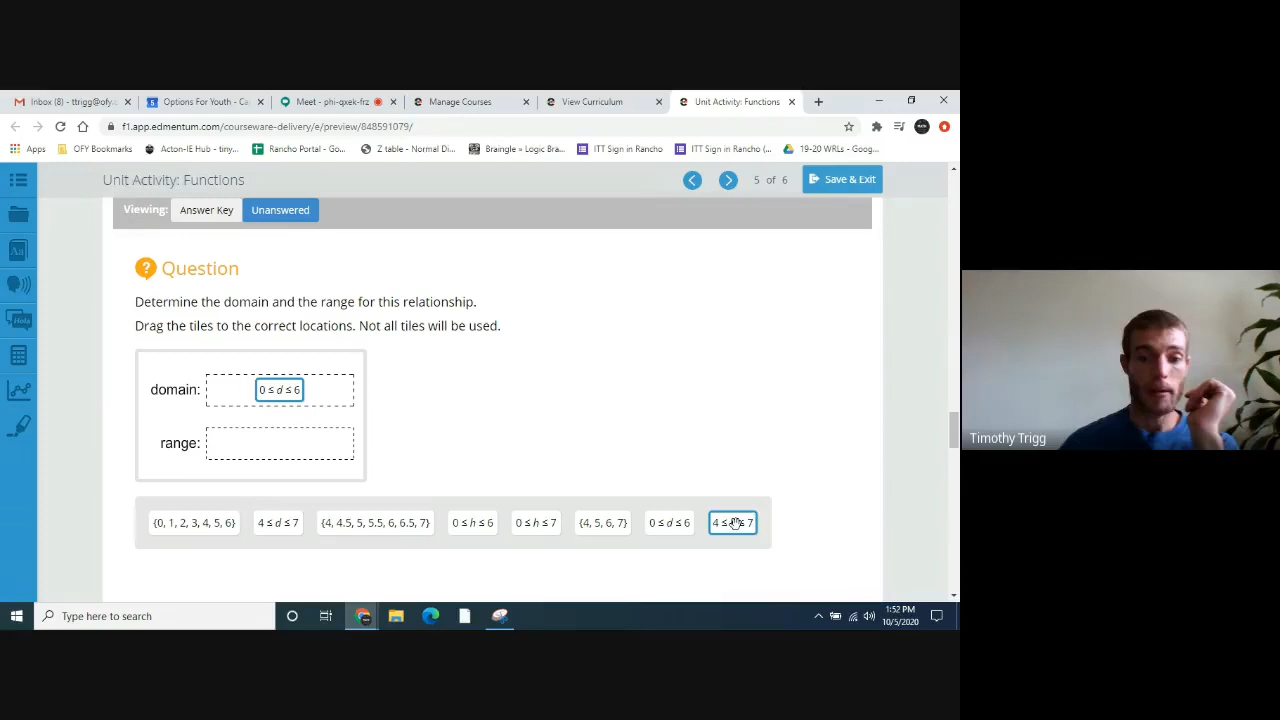 Inbox (8) - ttrigg@ofy.c
Options For Youth - Ca
Meet - phi-qxek-frz
Manage Courses
View Curriculum
Unit Activity: Functions
f1.app.edmentum.com/courseware-delivery/e/preview/848591079/
Apps
OFY Bookmarks
Acton-IE Hub - tiny...
Rancho Portal - Go...
Z table - Normal Di...
Braingle » Logic Bra...
ITT Sign in Rancho
ITT Sign in Rancho (...
19-20 WRLs - Goog...
Unit Activity: Functions
5 of 6
Save & Exit
Viewing:
Answer Key
Unanswered
? Question
Determine the domain and the range for this relationship.
Drag the tiles to the correct locations. Not all tiles will be used.
domain: 0 ≤ d ≤ 6
range:
{0, 1, 2, 3, 4, 5, 6}
4 ≤ d ≤ 7
{4, 4.5, 5, 5.5, 6, 6.5, 7}
0 ≤ h ≤ 6
0 ≤ h ≤ 7
{4, 5, 6, 7}
0 ≤ d ≤ 6
4 ≤ ≤ 7
Timothy Trigg
Type here to search
1:52 PM
10/5/2020